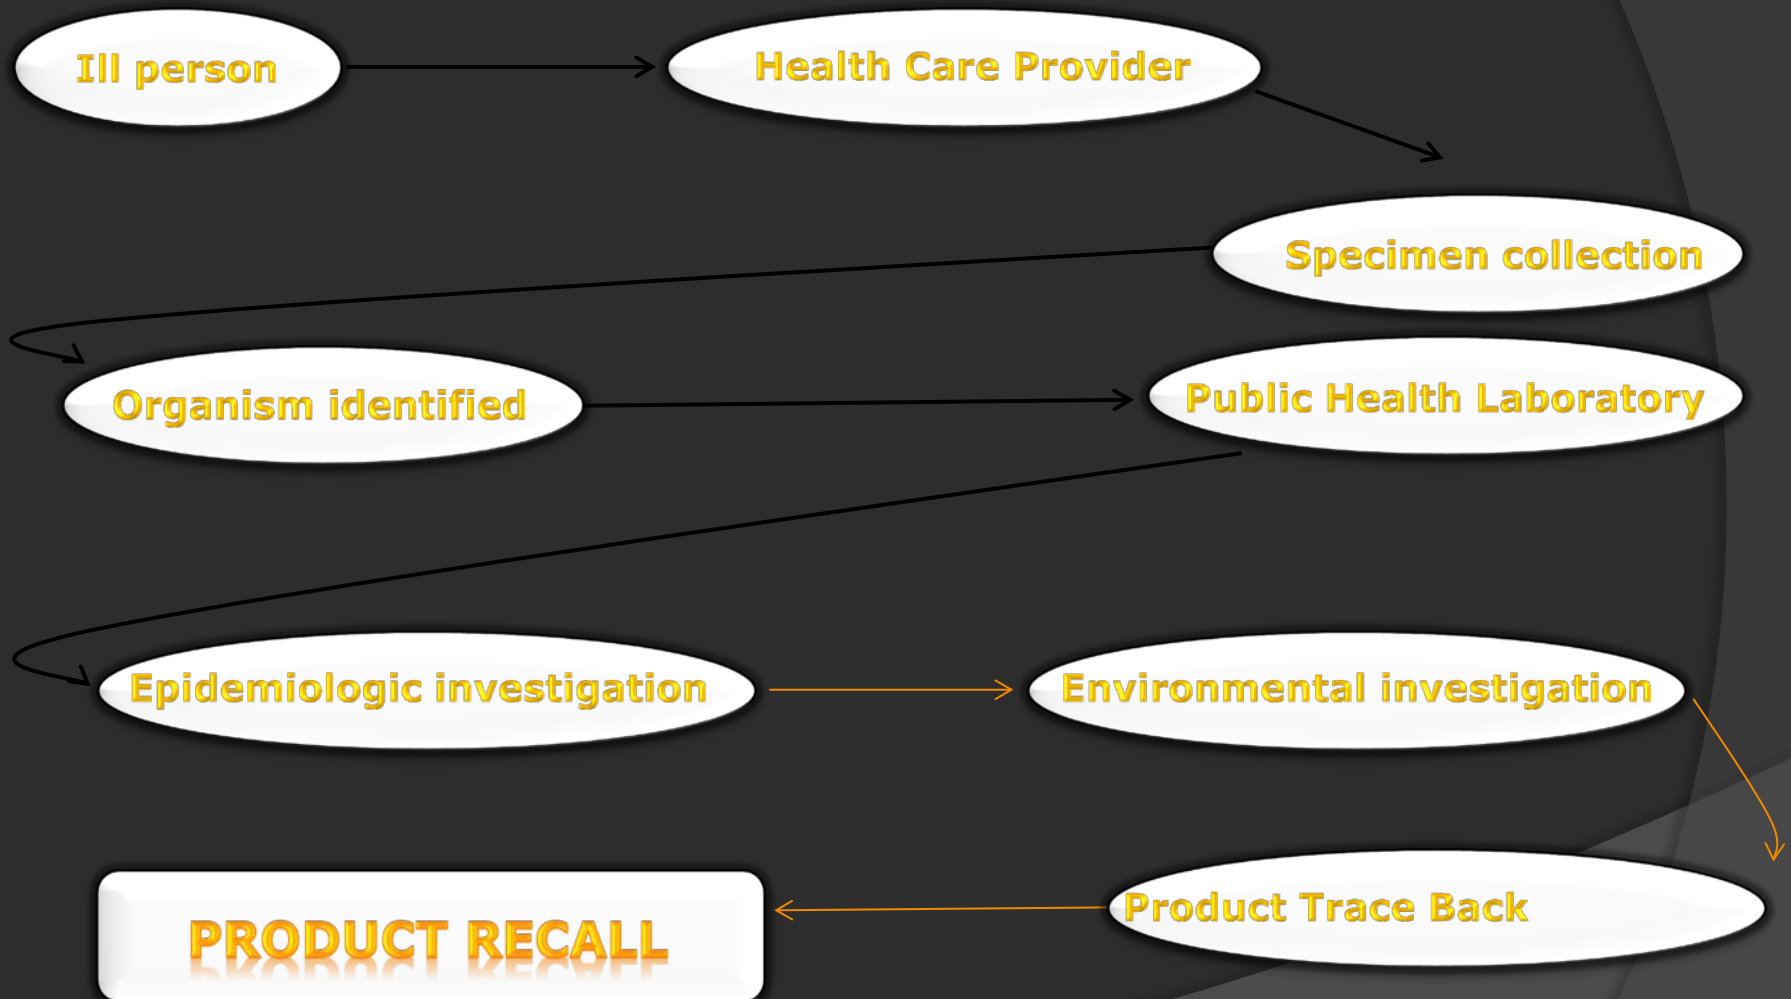 Ill person
Health Care Provider
Specimen collection
Organism identified
Public Health Laboratory
Epidemiologic investigation
Environmental investigation
Product Trace Back
PRODUCT RECALL